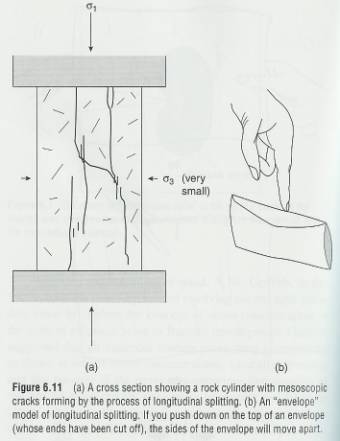 σ1
σ3 (very
small)
(a)
(b)
Figure 6.11 (a) A cross section showing a rock cylinder with mesoscopic
cracks forming by the process of longitudinal splitting. (b) An "envelope"
model of longitudinal splitting. If you push down on the top of an envelope
(whose ends have been cut off), the sides of the envelope will move apart.